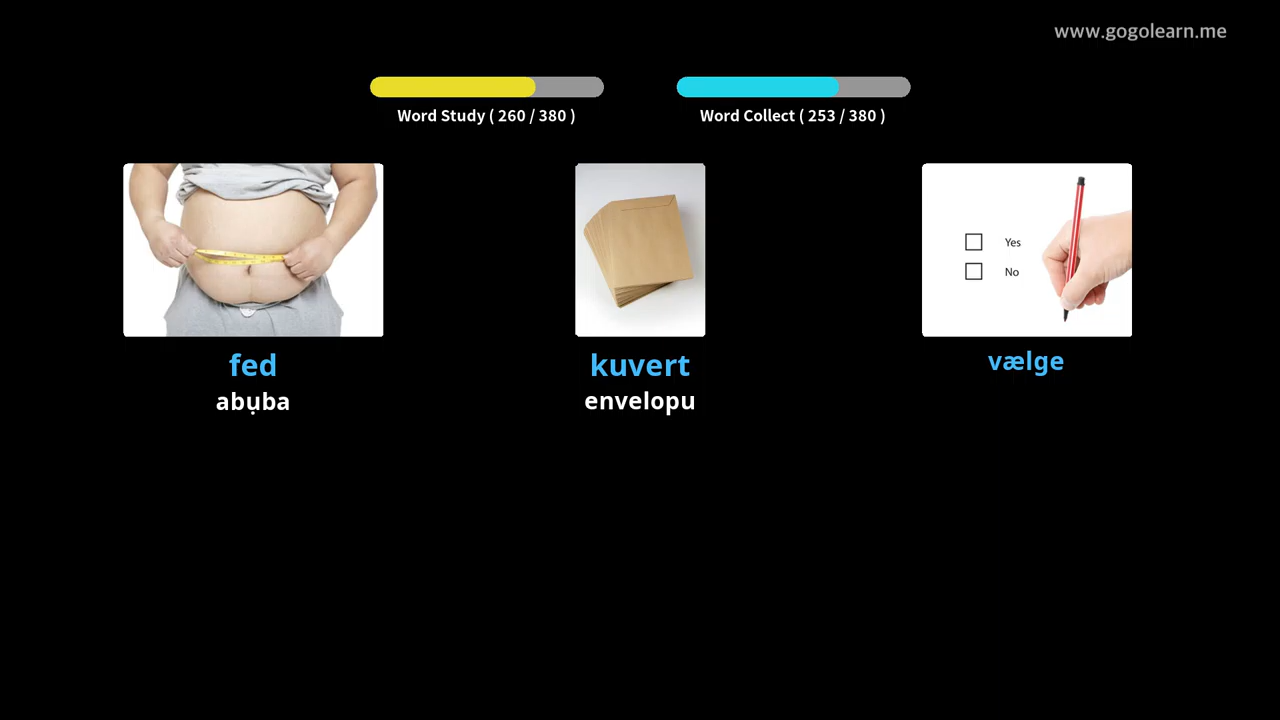 www.gogolearn.me
Word Study ( 260 / 380 )
Word Collect ( 253 / 380 )
Yes
No
fed
kuvert
vælge
abụba
envelopu